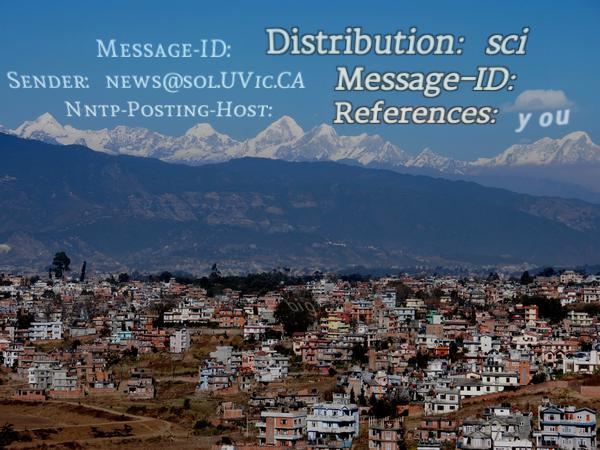 Message-ID:
Sender: news@sol.UVic.CA
Nntp-Posting-Host:
Distribution: sci
Message-ID:
References:
you